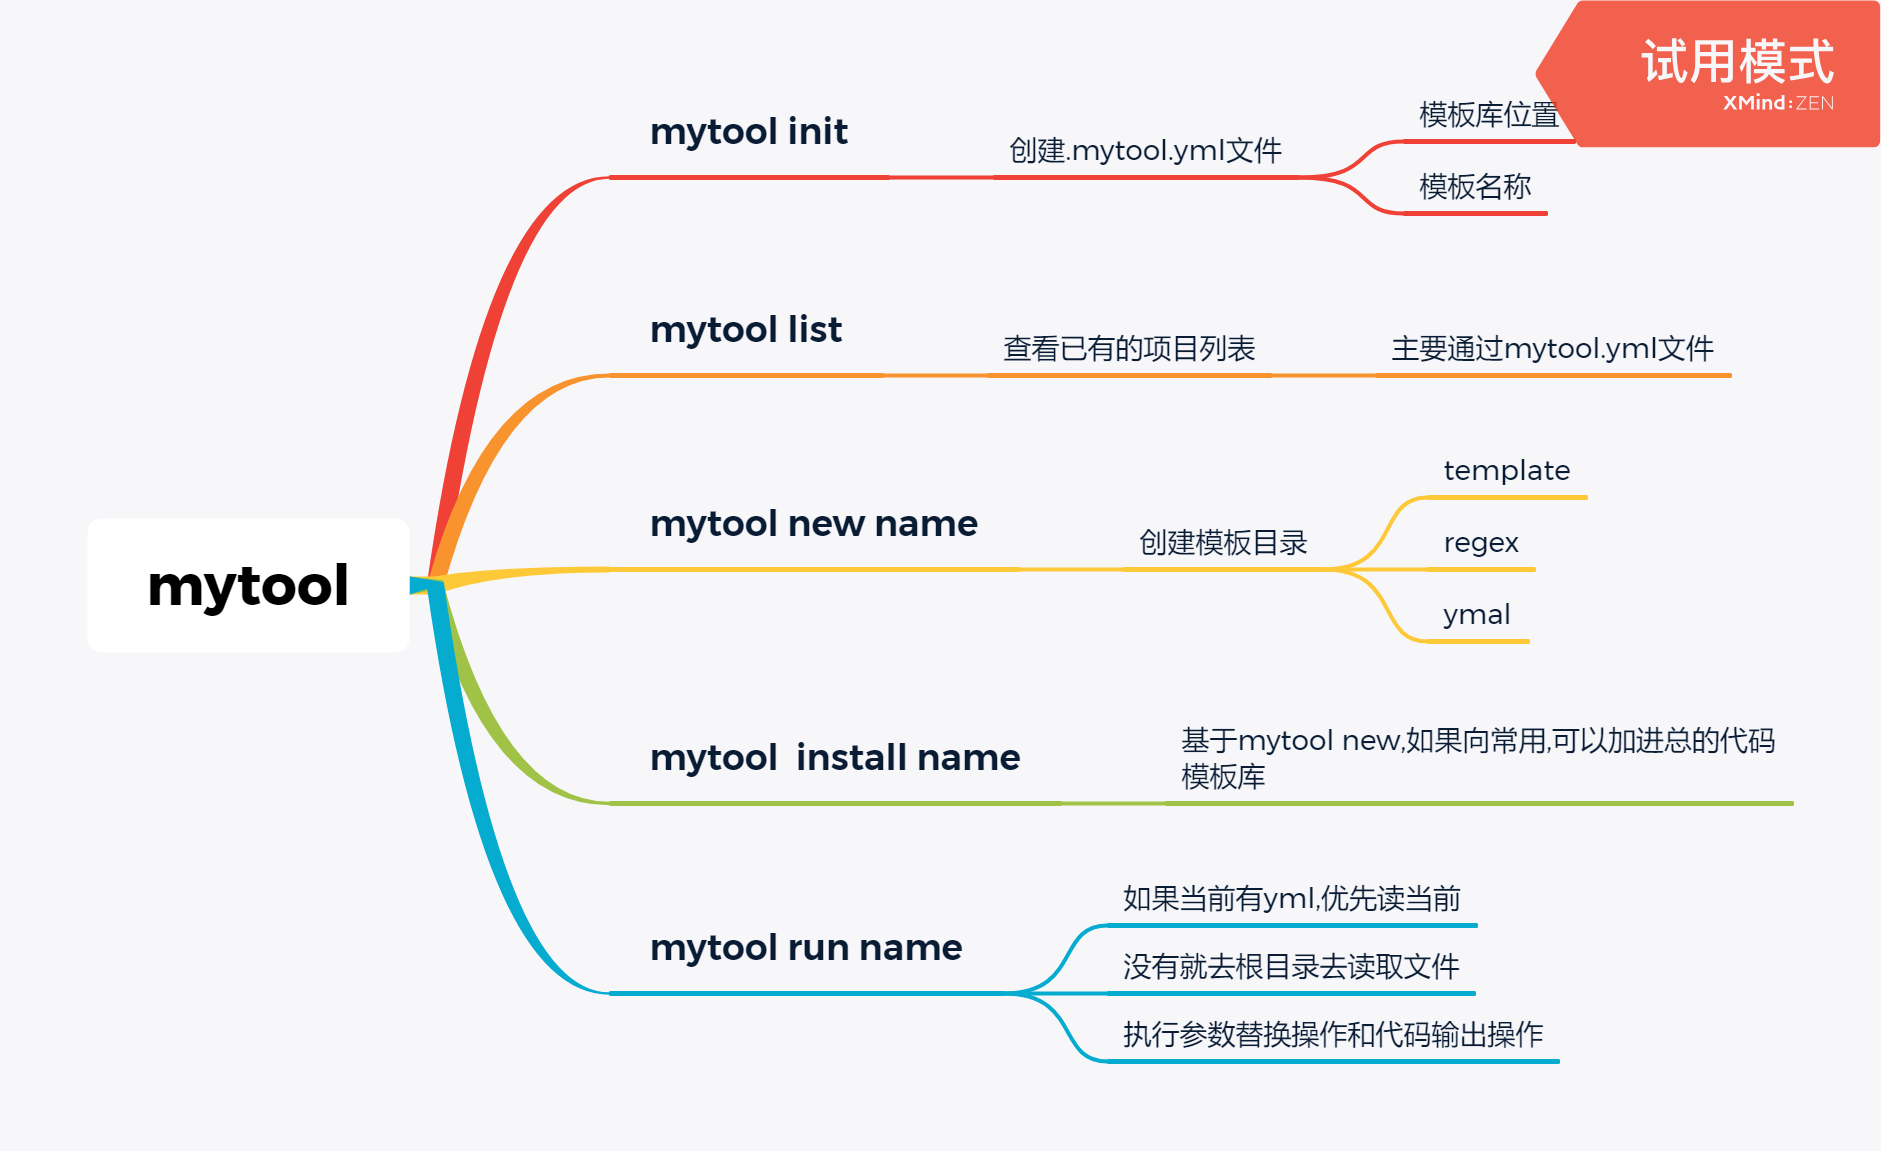 试用模式
XMind:ZEN
mytool
mytool init
创建.mytool.yml文件
模板库位置
模板名称
mytool list
查看已有的项目列表
主要通过mytool.yml文件
mytool new name
创建模板目录
template
regex
ymal
mytool  install name
基于mytool new,如果向常用,可以加进总的代码
模板库
mytool run name
如果当前有yml,优先读当前
没有就去根目录去读取文件
执行参数替换操作和代码输出操作